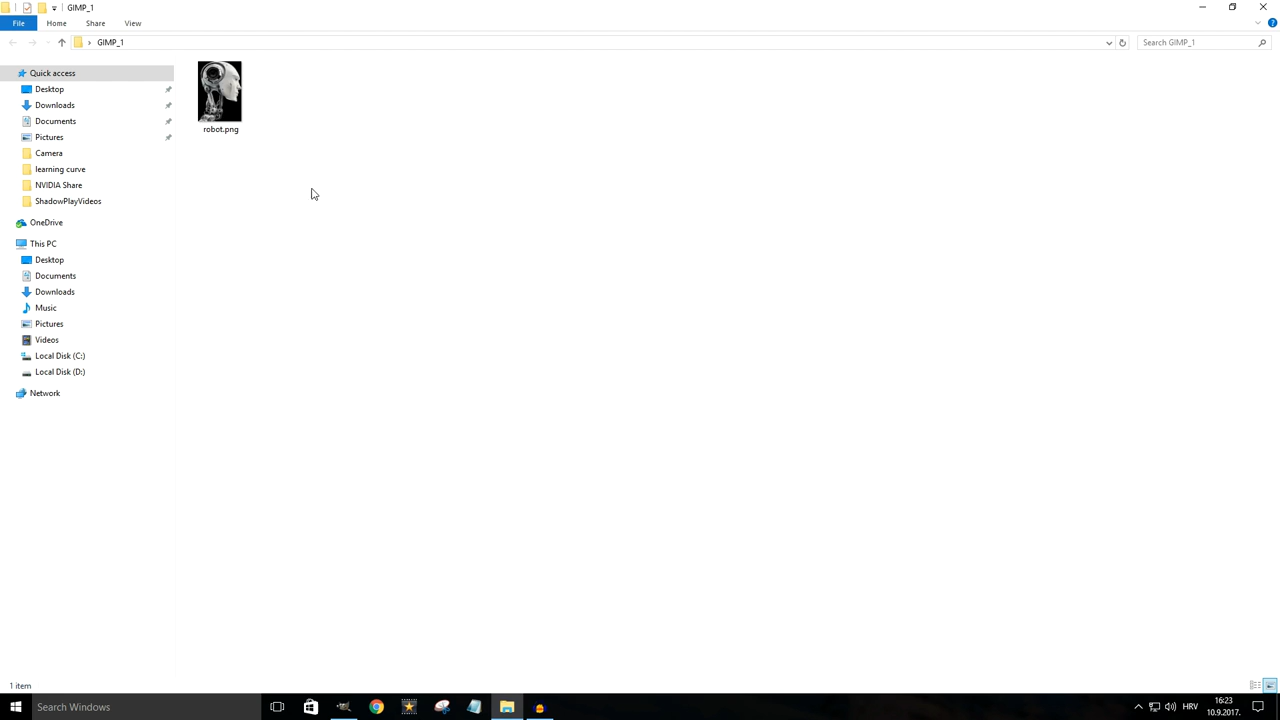 GIMP_1
File Home Share View
GIMP_1
Search GIMP_1
Quick access
Desktop
Downloads
Documents
Pictures
Camera
learning curve
NVIDIA Share
ShadowPlayVideos
OneDrive
This PC
Desktop
Documents
Downloads
Music
Pictures
Videos
Local Disk (C:)
Local Disk (D:)
Network
robot.png
1 item
Search Windows
HRV
16:23
10.9.2017.